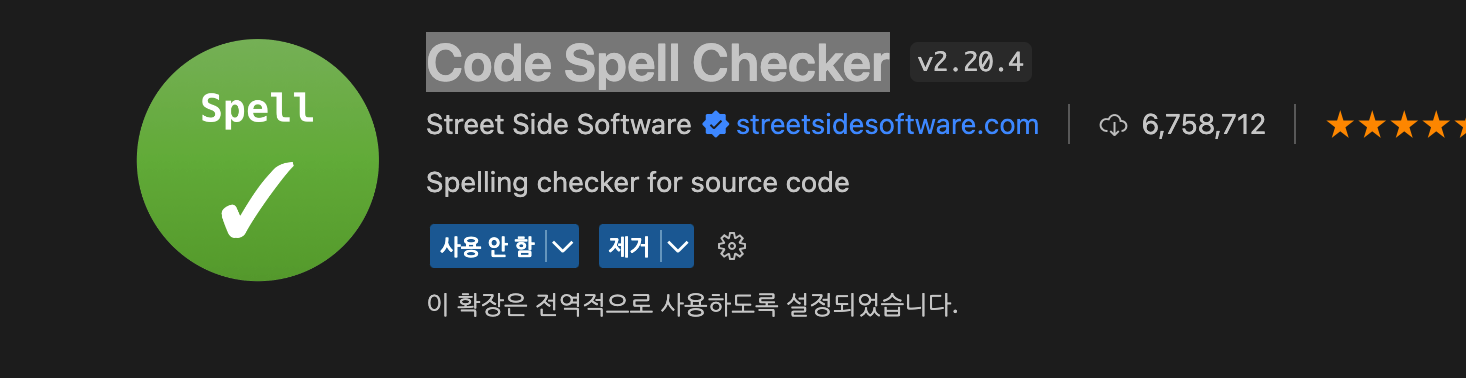 Spell
Code Spell Checker v2.20.4
Street Side Software streetsidesoftware.com 6,758,712
Spelling checker for source code
사용 안 함 제거
이 확장은 전역적으로 사용하도록 설정되었습니다.